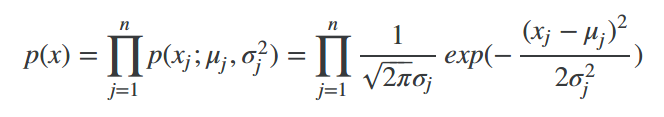 p(x) = ∏_{j=1}^{n} p(x_j; μ_j, σ_j^2) = ∏_{j=1}^{n} \frac{1}{\sqrt{2π}σ_j} exp(-\frac{(x_j - μ_j)^2}{2σ_j^2})